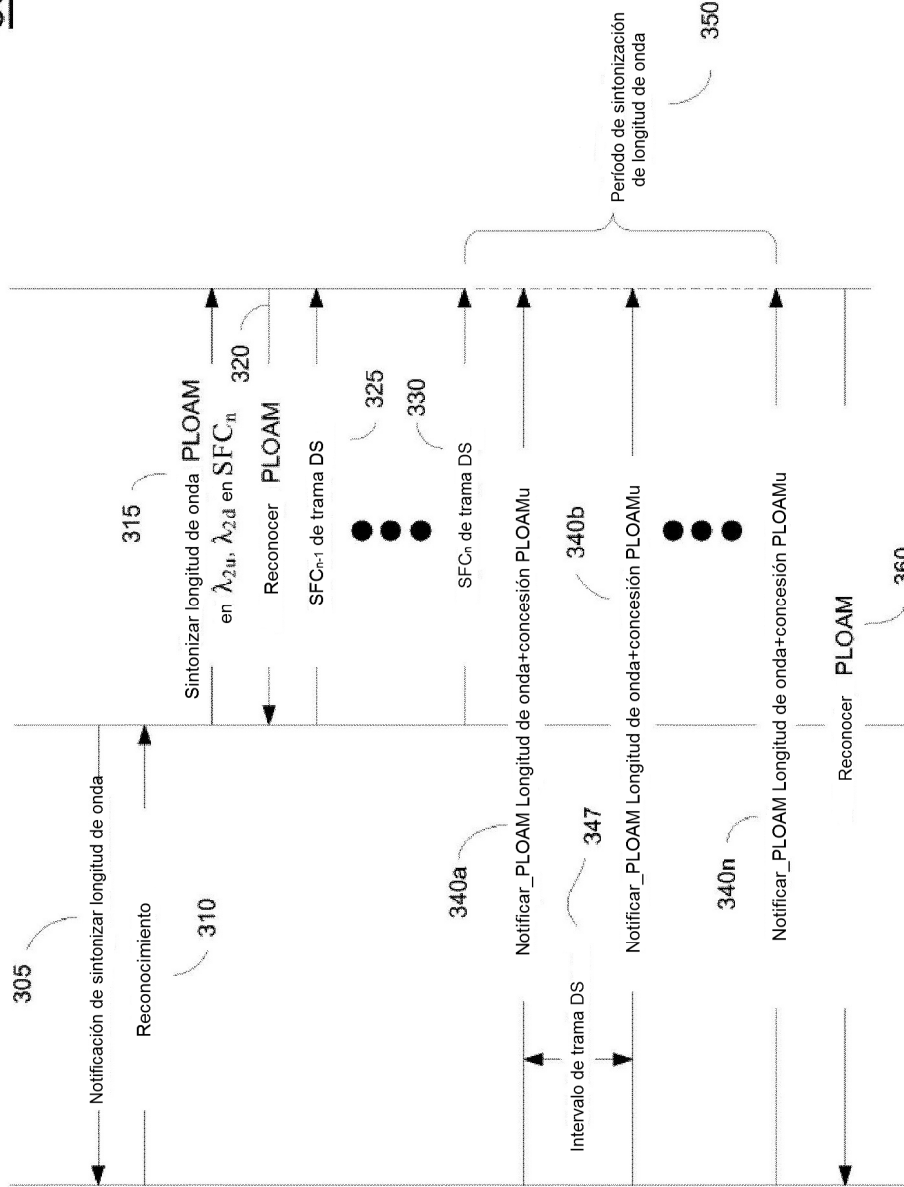 305
Notificación de sintonizar longitud de onda
Reconocimiento
310
315
Sintonizar longitud de onda PLOAM
en λ2u, λ2d en SFCn
320
Reconocer PLOAM
SFCn-1 de trama DS
325
330
SFCn de trama DS
340a
Notificar_PLOAM Longitud de onda+concesión PLOAMu
Intervalo de trama DS
347
340b
Notificar_PLOAM Longitud de onda+concesión PLOAMu
340n
Notificar_PLOAM Longitud de onda+concesión PLOAMu
Período de sintonización
de longitud de onda
350
Reconocer PLOAM
360